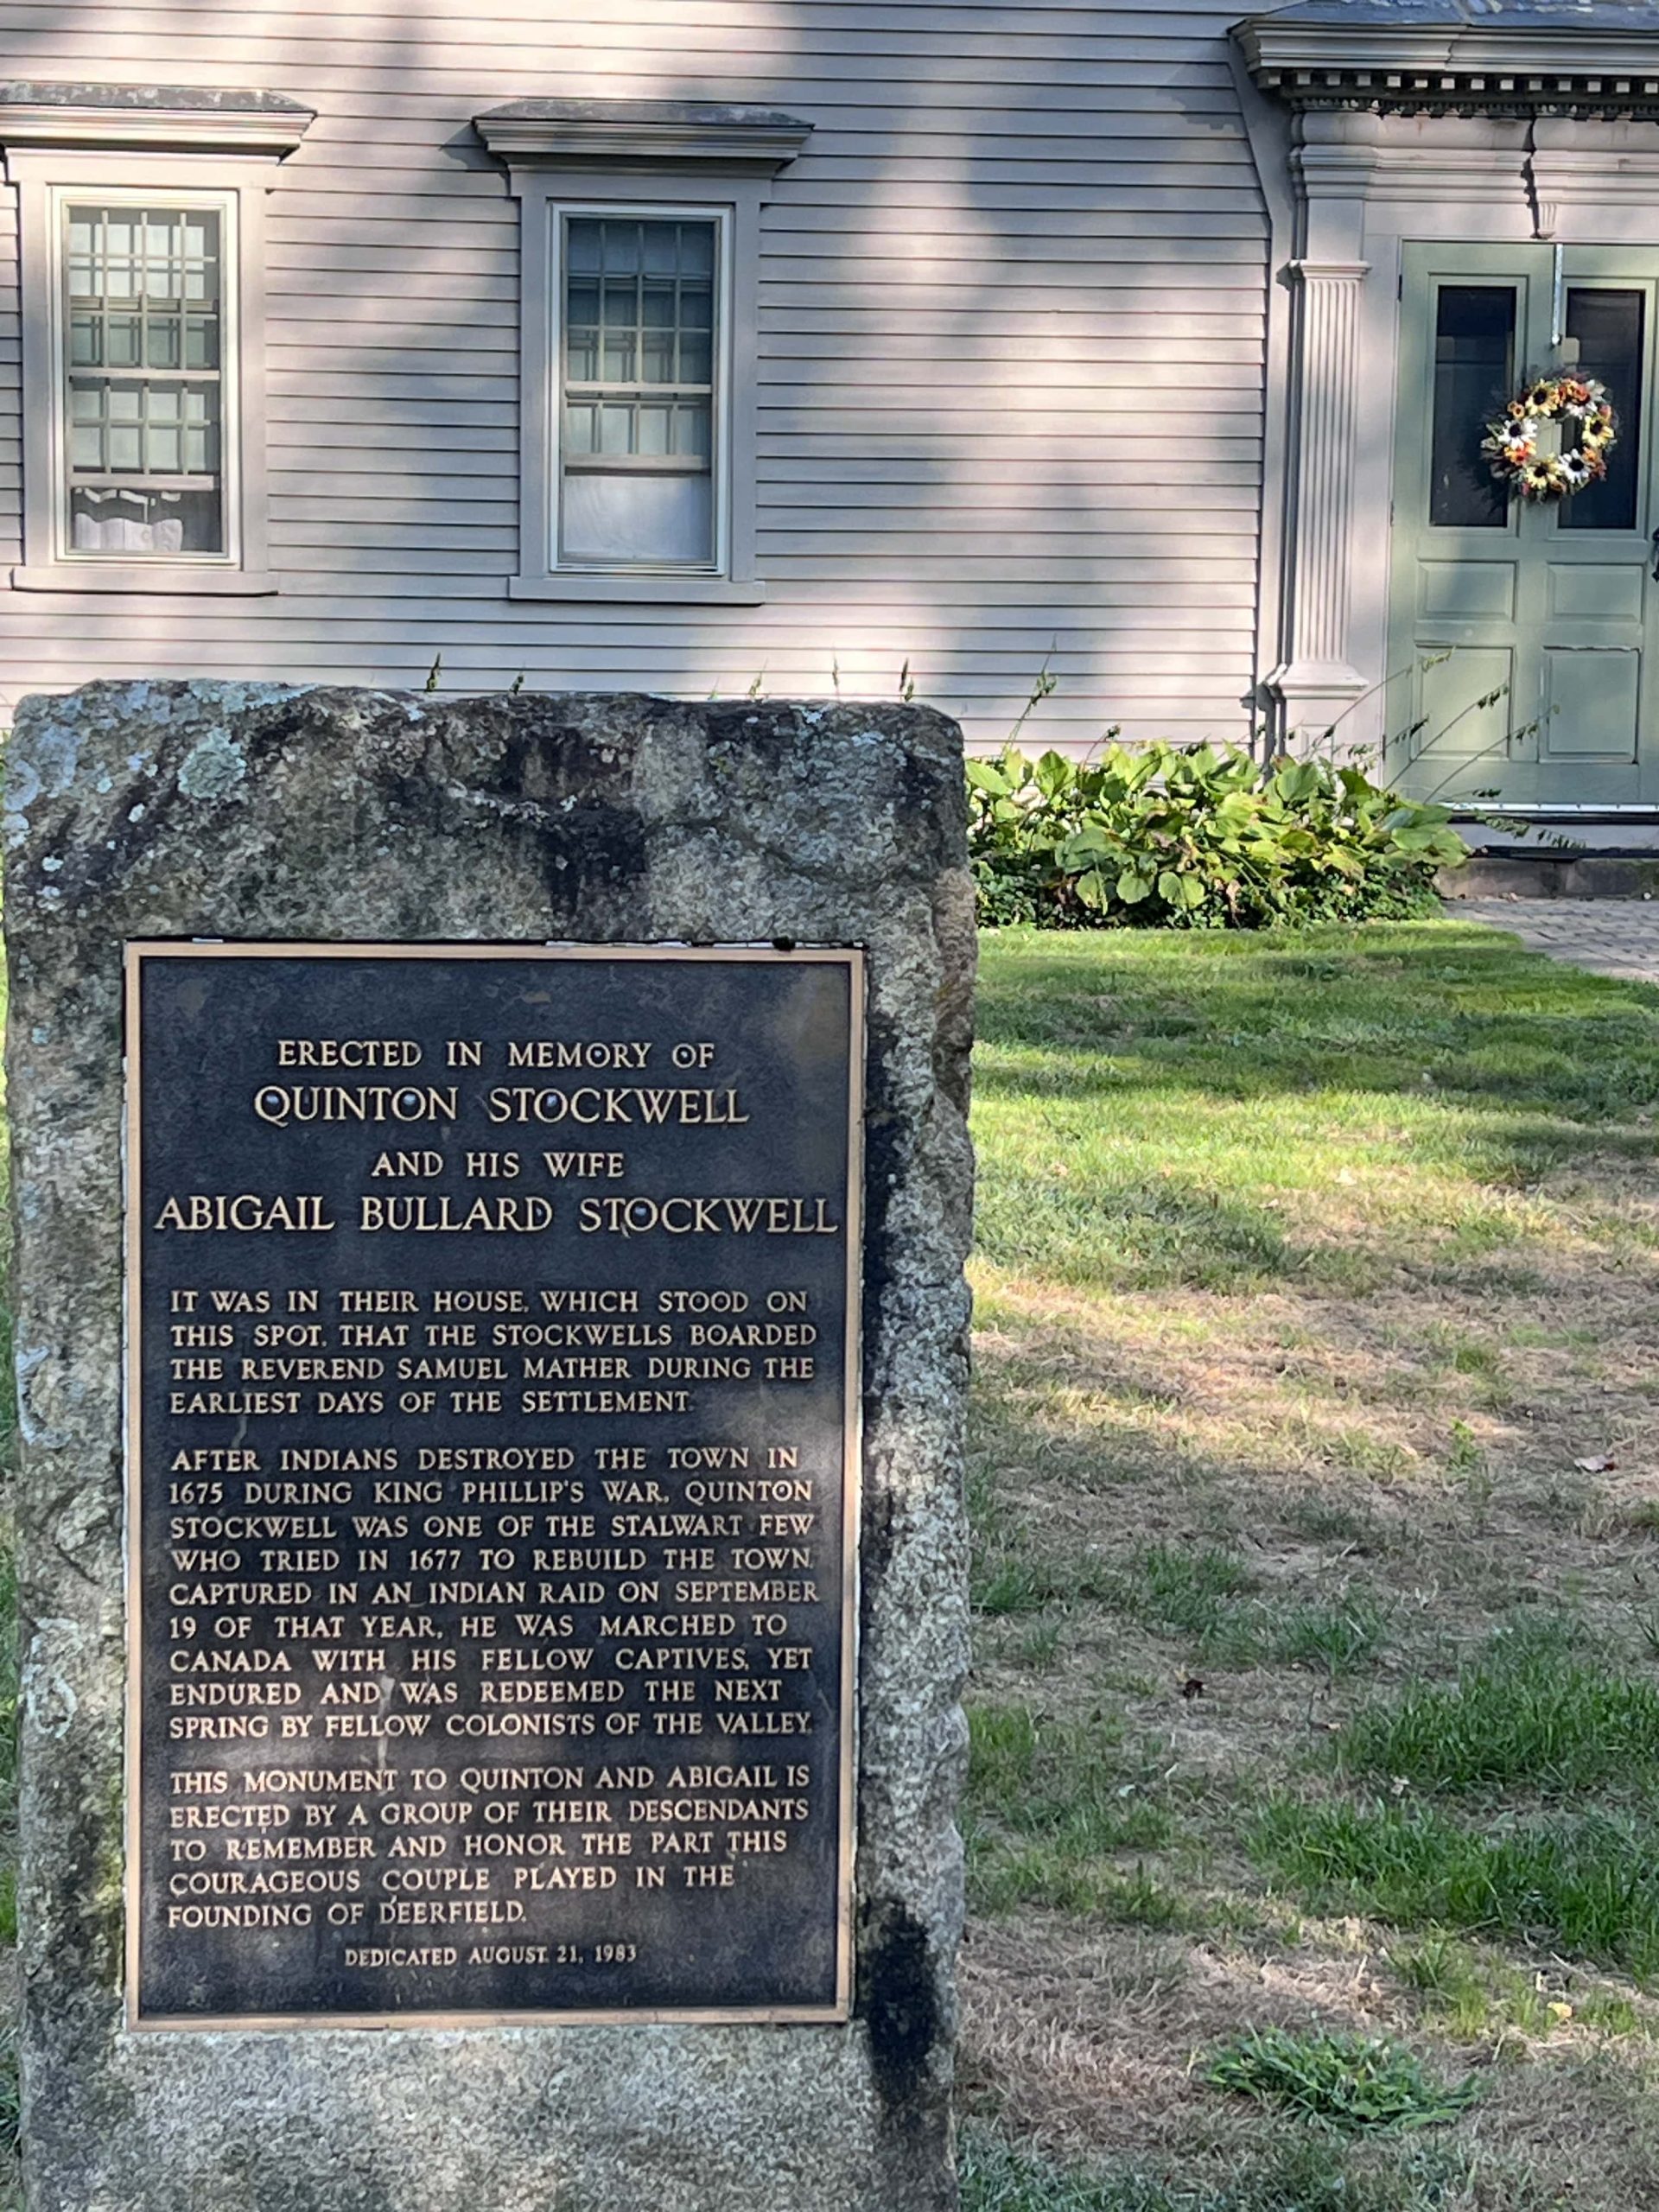 ERECTED IN MEMORY OF
QUINTON STOCKWELL
AND HIS WIFE
ABIGAIL BULLARD STOCKWELL
IT WAS IN THEIR HOUSE, WHICH STOOD ON
THIS SPOT, THAT THE STOCKWELLS BOARDED
THE REVEREND SAMUEL MATHER DURING THE
EARLIEST DAYS OF THE SETTLEMENT.
AFTER INDIANS DESTROYED THE TOWN IN
1675 DURING KING PHILLIP'S WAR, QUINTON
STOCKWELL WAS ONE OF THE STALWART FEW
WHO TRIED IN 1677 TO REBUILD THE TOWN.
CAPTURED IN AN INDIAN RAID ON SEPTEMBER
19 OF THAT YEAR, HE WAS MARCHED TO
CANADA WITH HIS FELLOW CAPTIVES, YET
ENDURED AND WAS REDEEMED THE NEXT
SPRING BY FELLOW COLONISTS OF THE VALLEY.
THIS MONUMENT TO QUINTON AND ABIGAIL IS
ERECTED BY A GROUP OF THEIR DESCENDANTS
TO REMEMBER AND HONOR THE PART THIS
COURAGEOUS COUPLE PLAYED IN THE
FOUNDING OF DEERFIELD.
DEDICATED AUGUST 21, 1983